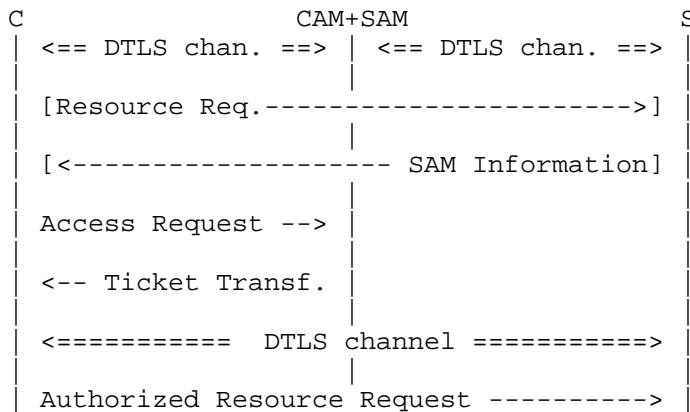 C CAM+SAM S
| <== DTLS chan. ==> | <== DTLS chan. ==> |
| | |
| [Resource Req.----------------------->] |
| | |
| [<-------------------- SAM Information] |
| | |
| Access Request --> | |
| | |
| <-- Ticket Transf. | |
| | |
| <=========== DTLS channel ===========> |
| | |
| Authorized Resource Request ----------> |